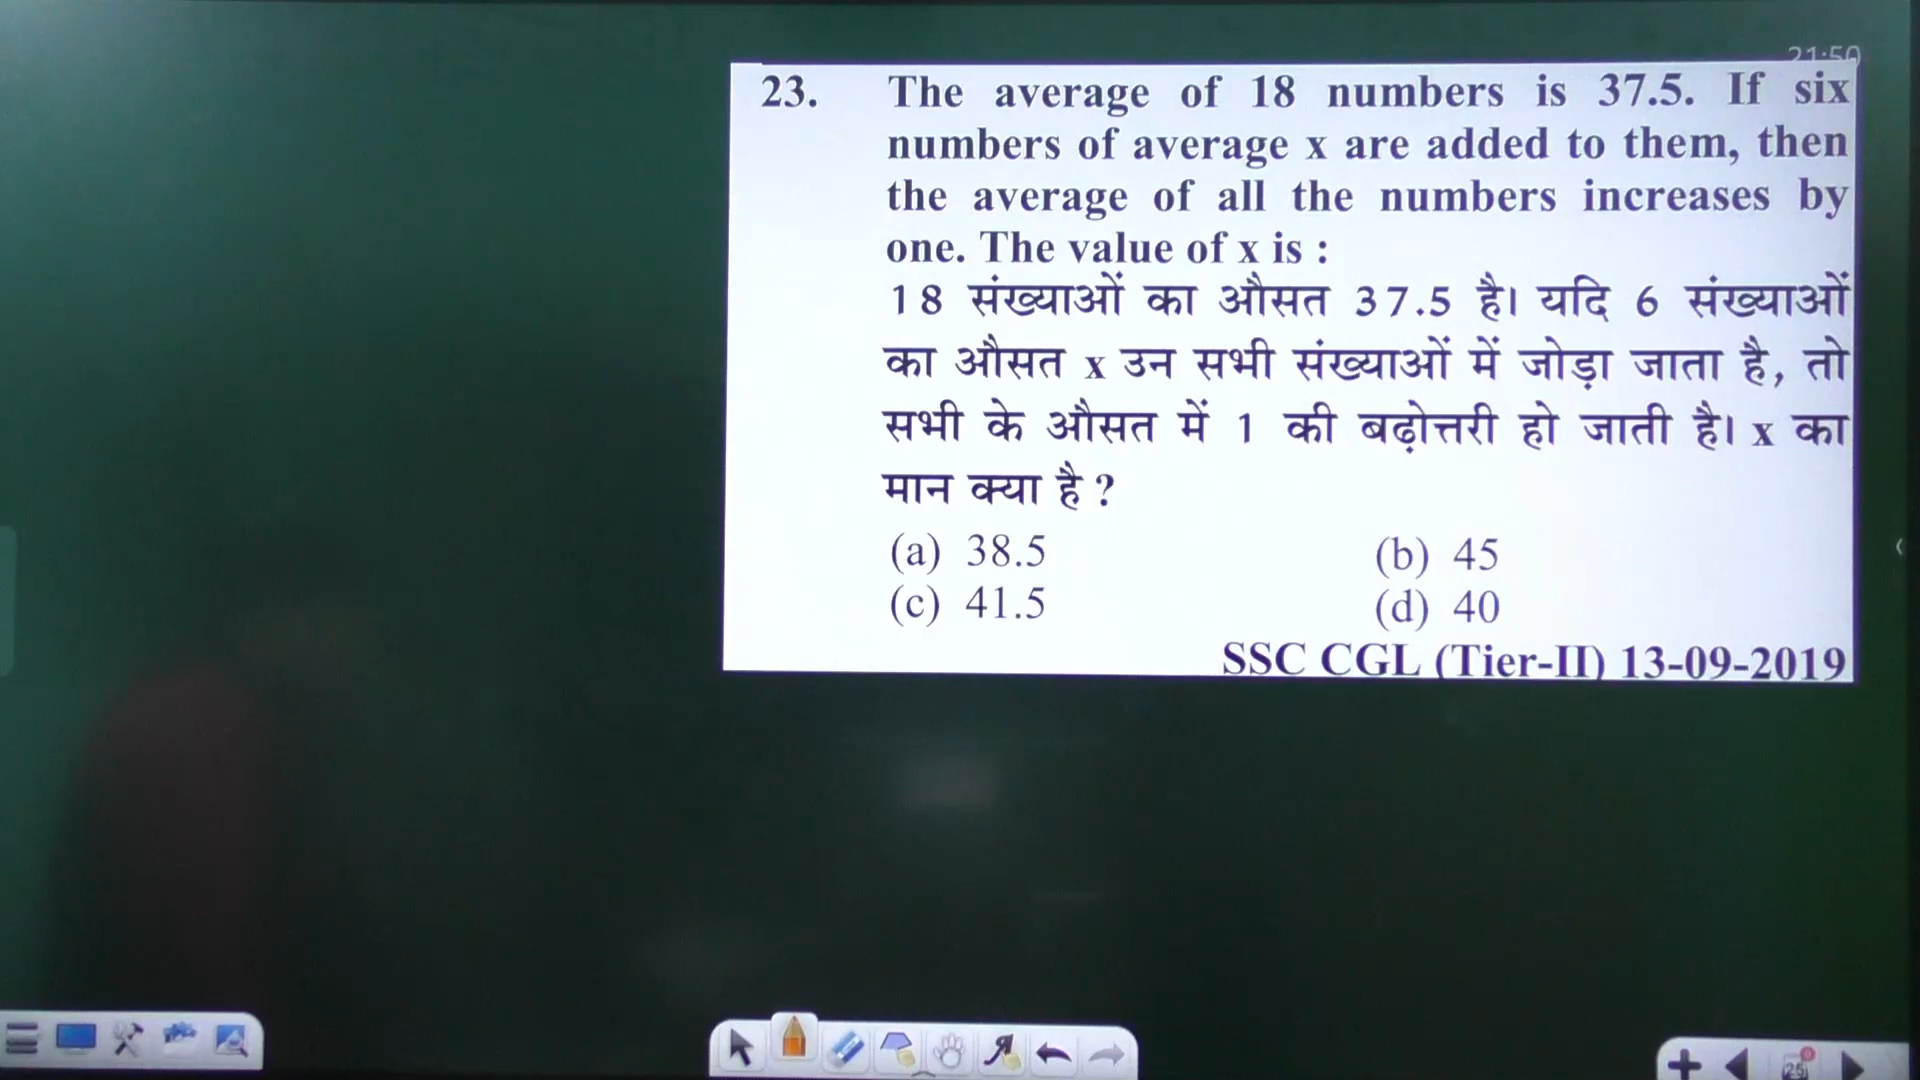 21:50
23. The average of 18 numbers is 37.5. If six
numbers of average x are added to them, then
the average of all the numbers increases by
one. The value of x is :
18 संख्याओं का औसत 37.5 है। यदि 6 संख्याओं
का औसत x उन सभी संख्याओं में जोड़ा जाता है, तो
सभी के औसत में 1 की बढ़ोत्तरी हो जाती है। x का
मान क्या है ?
(a) 38.5 (b) 45
(c) 41.5 (d) 40
SSC CGL (Tier-II) 13-09-2019
25